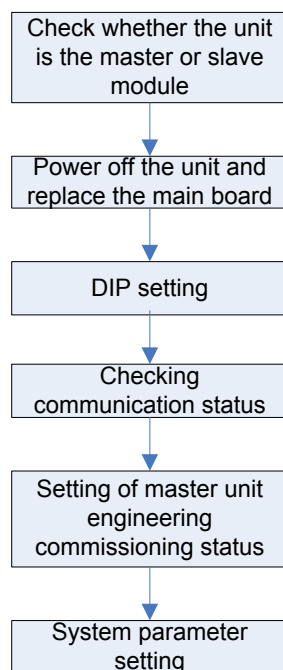 Check whether the unit
is the master or slave
module
Power off the unit and
replace the main board
DIP setting
Checking
communication status
Setting of master unit
engineering
commissioning status
System parameter
setting